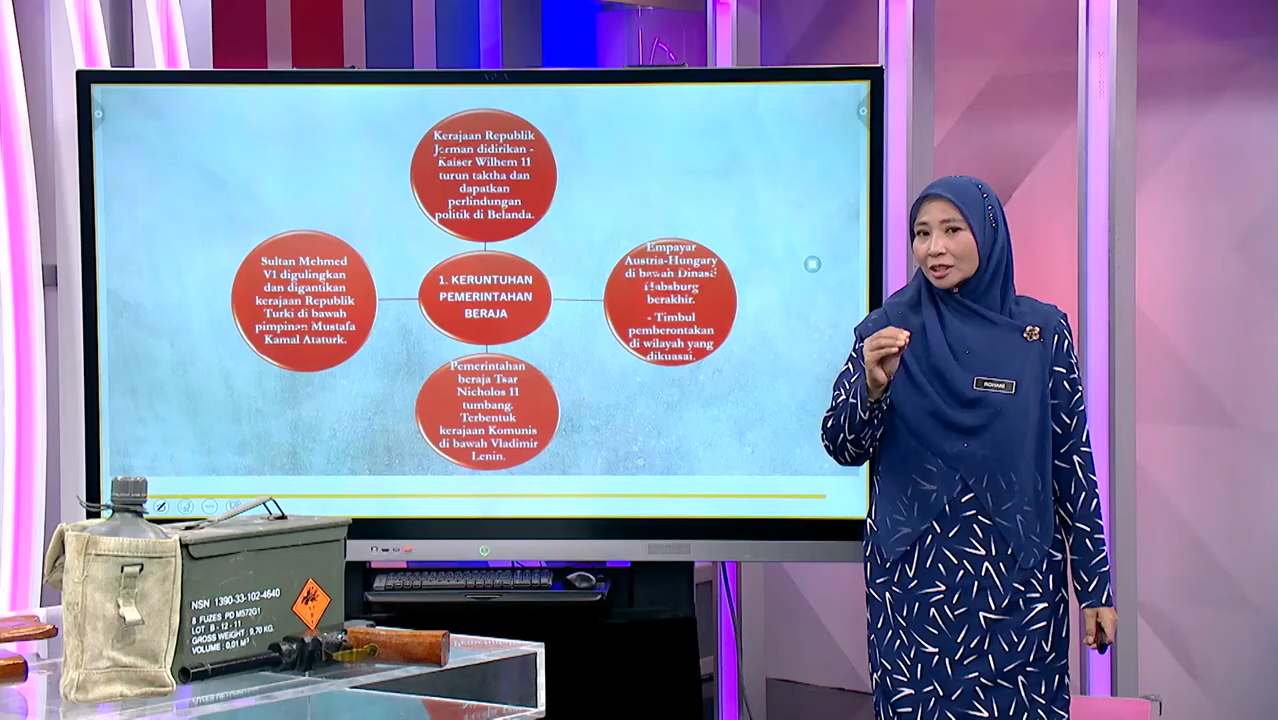 Kerajaan Republik
Jerman didirikan -
Kaiser Wilhem 11
turun taktha dan
dapatkan
perlindungan
politik di Belanda.
Sultan Mehmed
V1 digulingkan
dan digantikan
kerajaan Republik
Turki di bawah
pimpinan Mustafa
Kamal Ataturk.
1. KERUNTUHAN
PEMERINTAHAN
BERAJA
Empayar
Austria-Hungary
di bawah Dinasti
Habsburg
berakhir.
- Timbul
pemberontakan
di wilayah yang
dikuasai.
Pemerintahan
beraja Tsar
Nicholos 11
tumbang.
Terbentuk
kerajaan Komunis
di bawah Vladimir
Lenin.
ROHANI
NSN 1390-33-102-4640
8 FUZES PD M572G1
LOT : B - 12 - 11
GROSS WEIGHT : 9.70 KG.
VOLUME : 0,01 M³